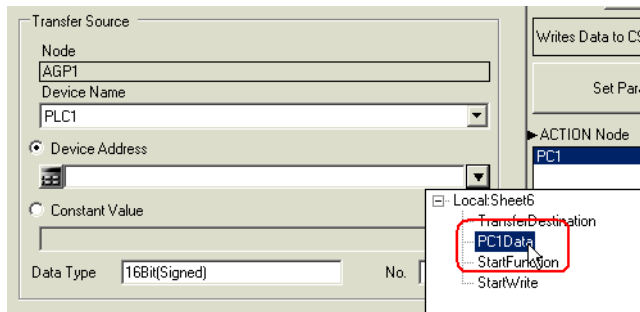 Transfer Source
Node
AGP1
Device Name
PLC1
Device Address
Constant Value
Data Type
16Bit(Signed)
No.
Writes Data to CS
Set Par
ACTION Node
PC1
Local:Sheet6
TransferDestination
PC1Data
StartFunction
StartWrite